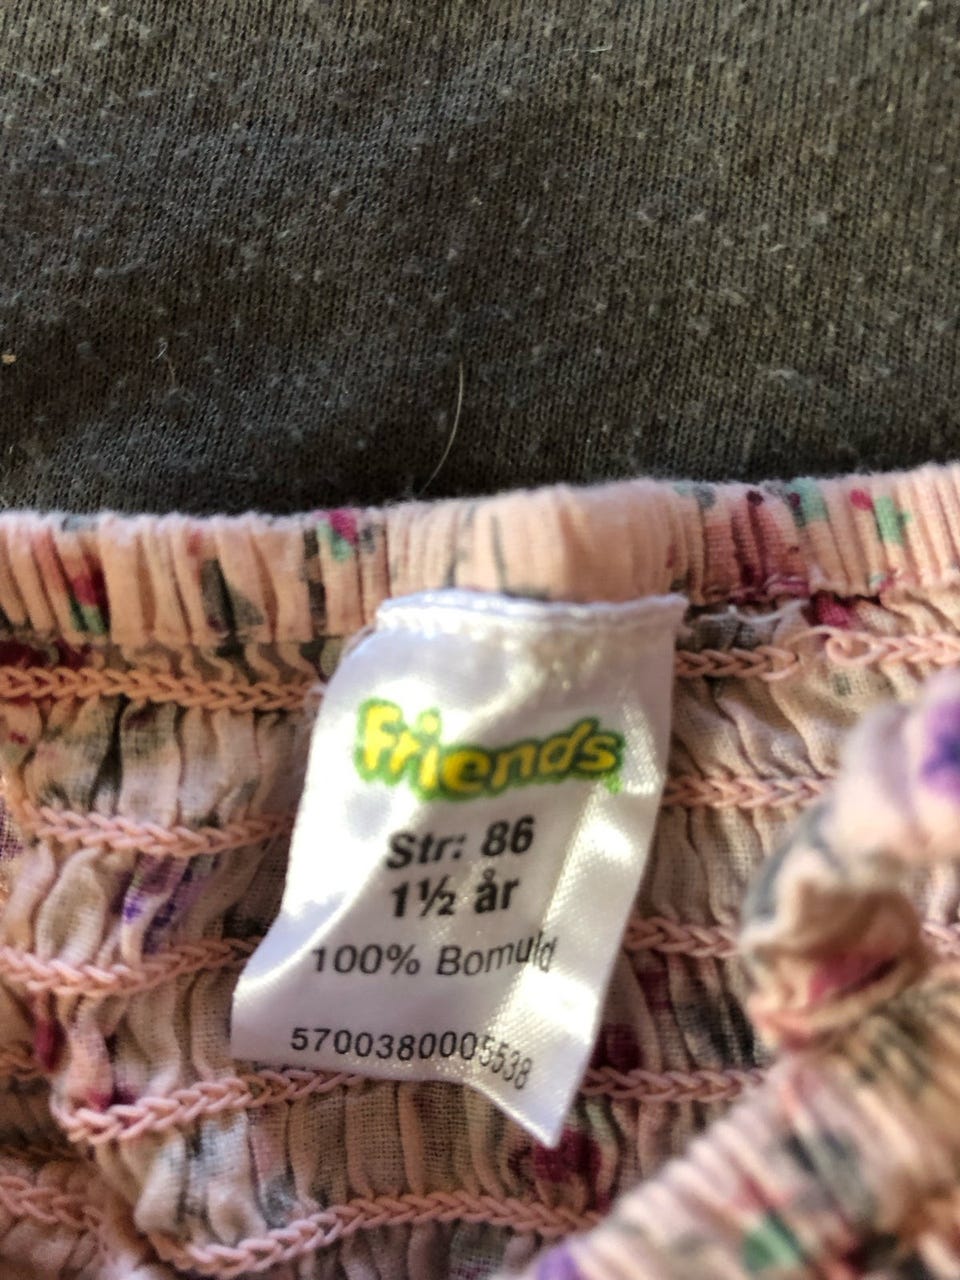 Friends
Str: 86
1½ år
100% Bomuld
5700380005538